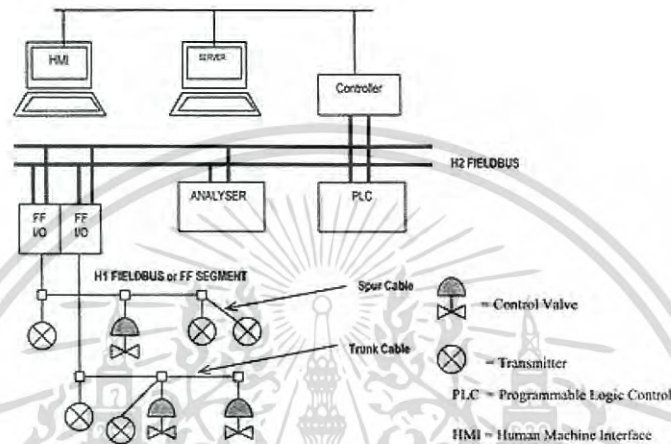 HMI
SERVER
Controller
H2 FIELDBUS
ANALYSER
PLC
FF I/O
FF I/O
H1 FIELDBUS or FF SEGMENT
Spur Cable
= Control Valve
Trunk Cable
= Transmitter
PLC = Programmable Logic Control
HMI = Human Machine Interface